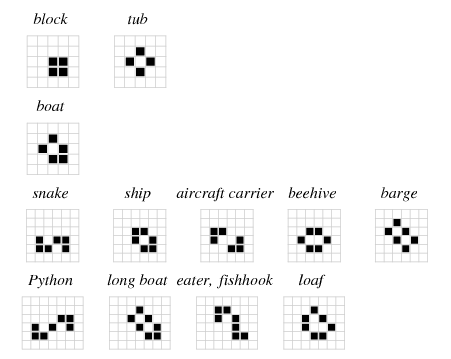 block tub
boat
snake ship aircraft carrier beehive barge
Python long boat eater, fishhook loaf